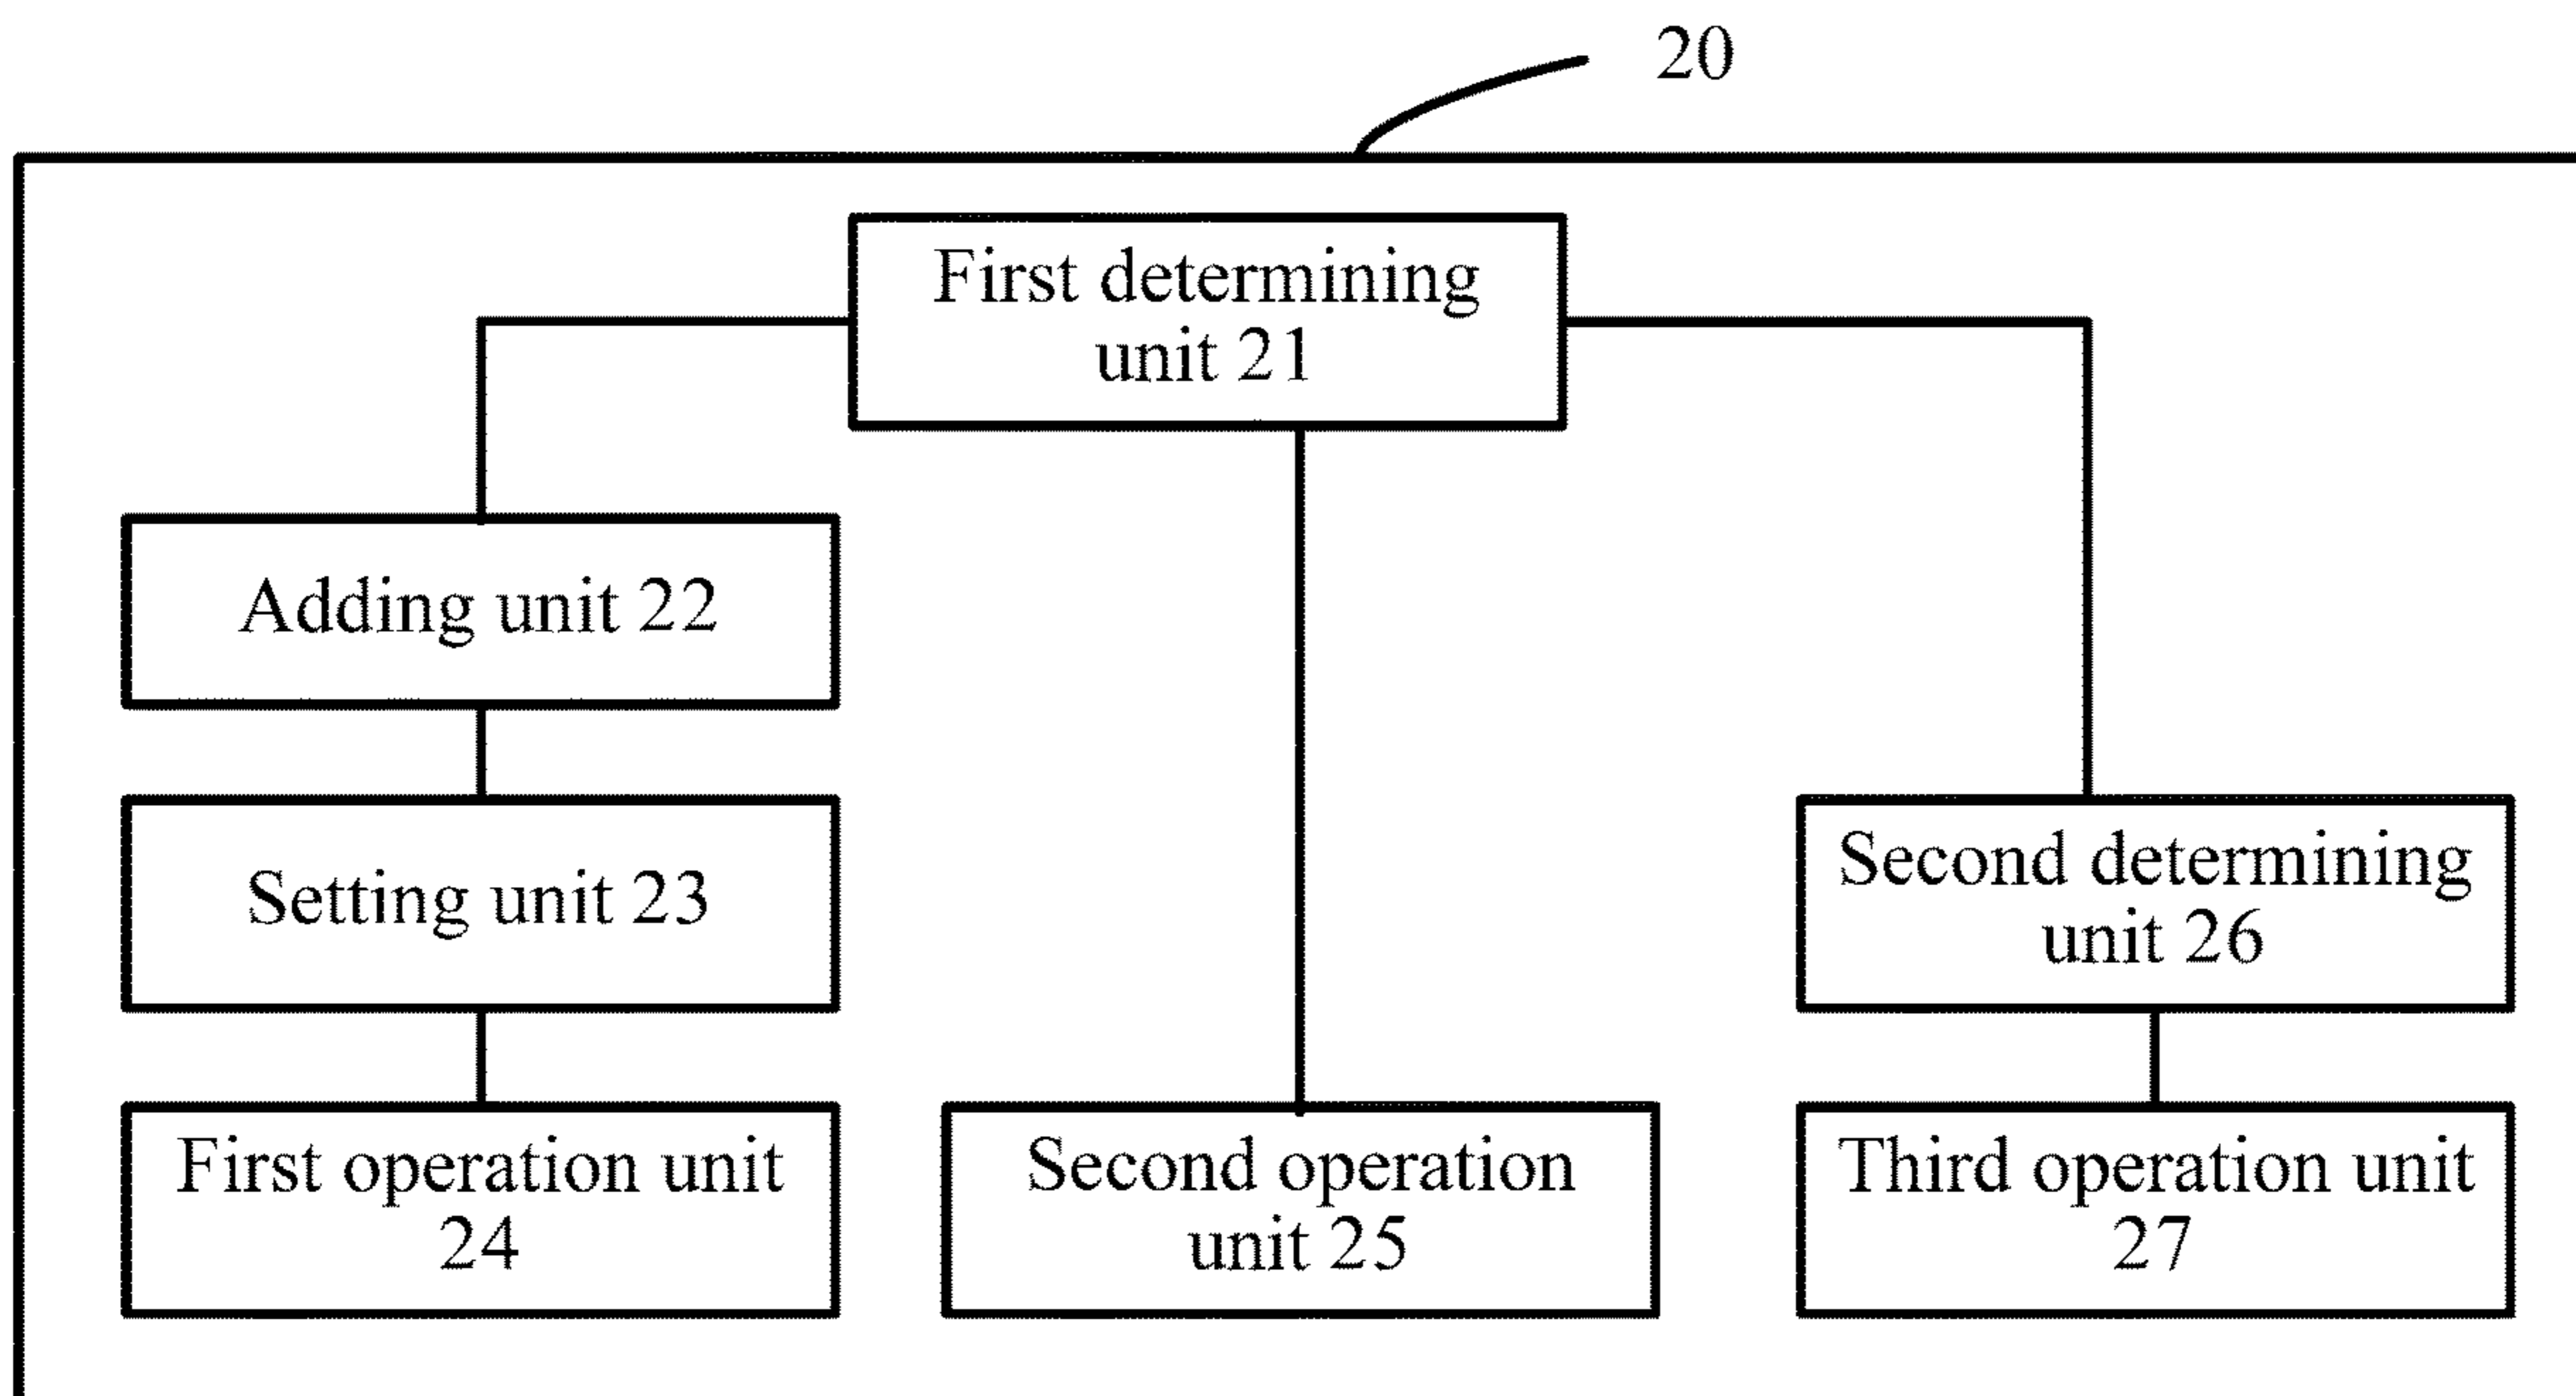 20
First determining
unit 21
Adding unit 22
Setting unit 23
Second determining
unit 26
First operation unit
24
Second operation
unit 25
Third operation unit
27